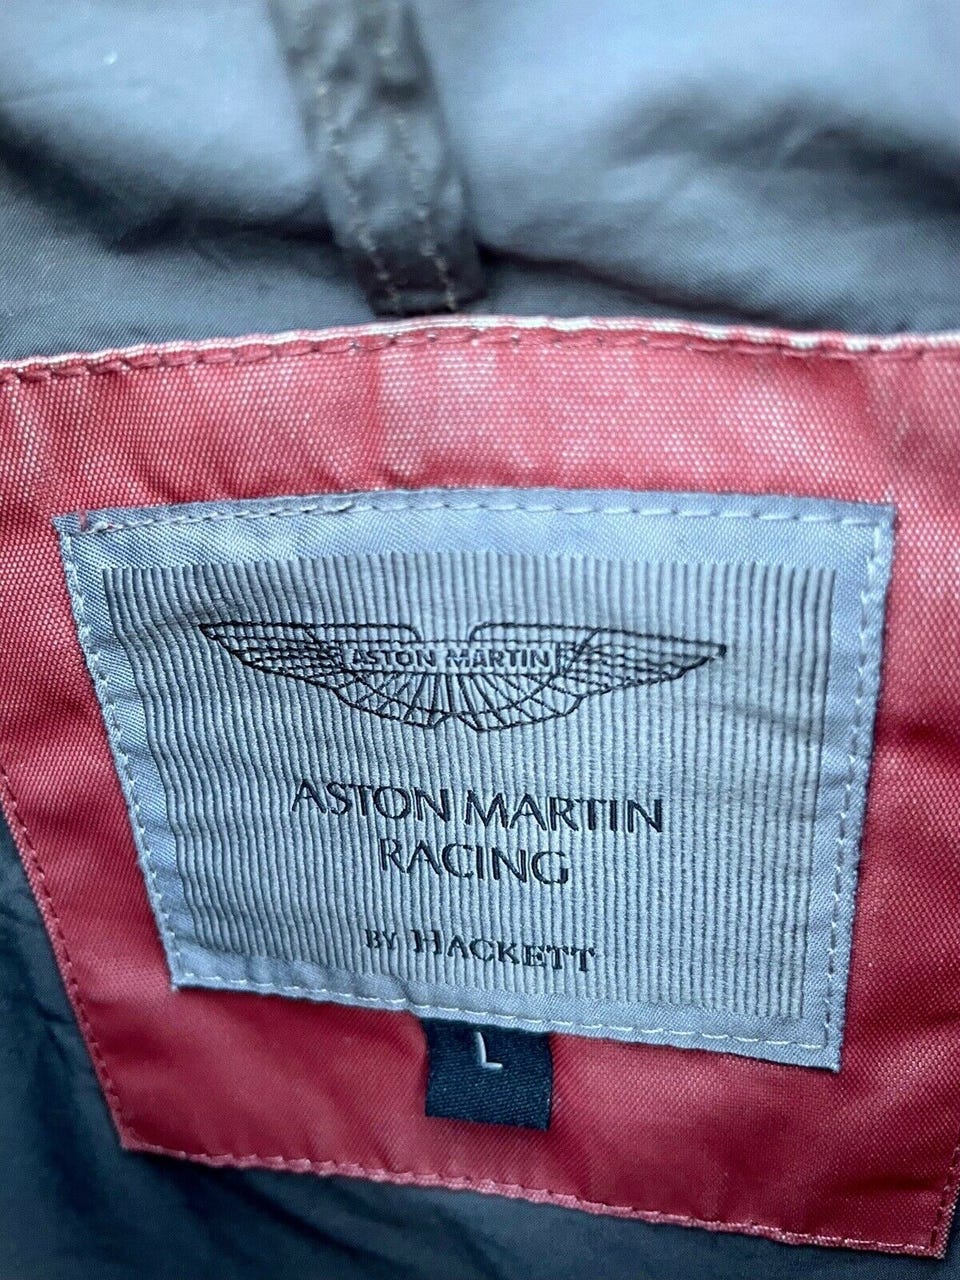 ASTON MARTIN
ASTON MARTIN
RACING
BY HACKETT
L